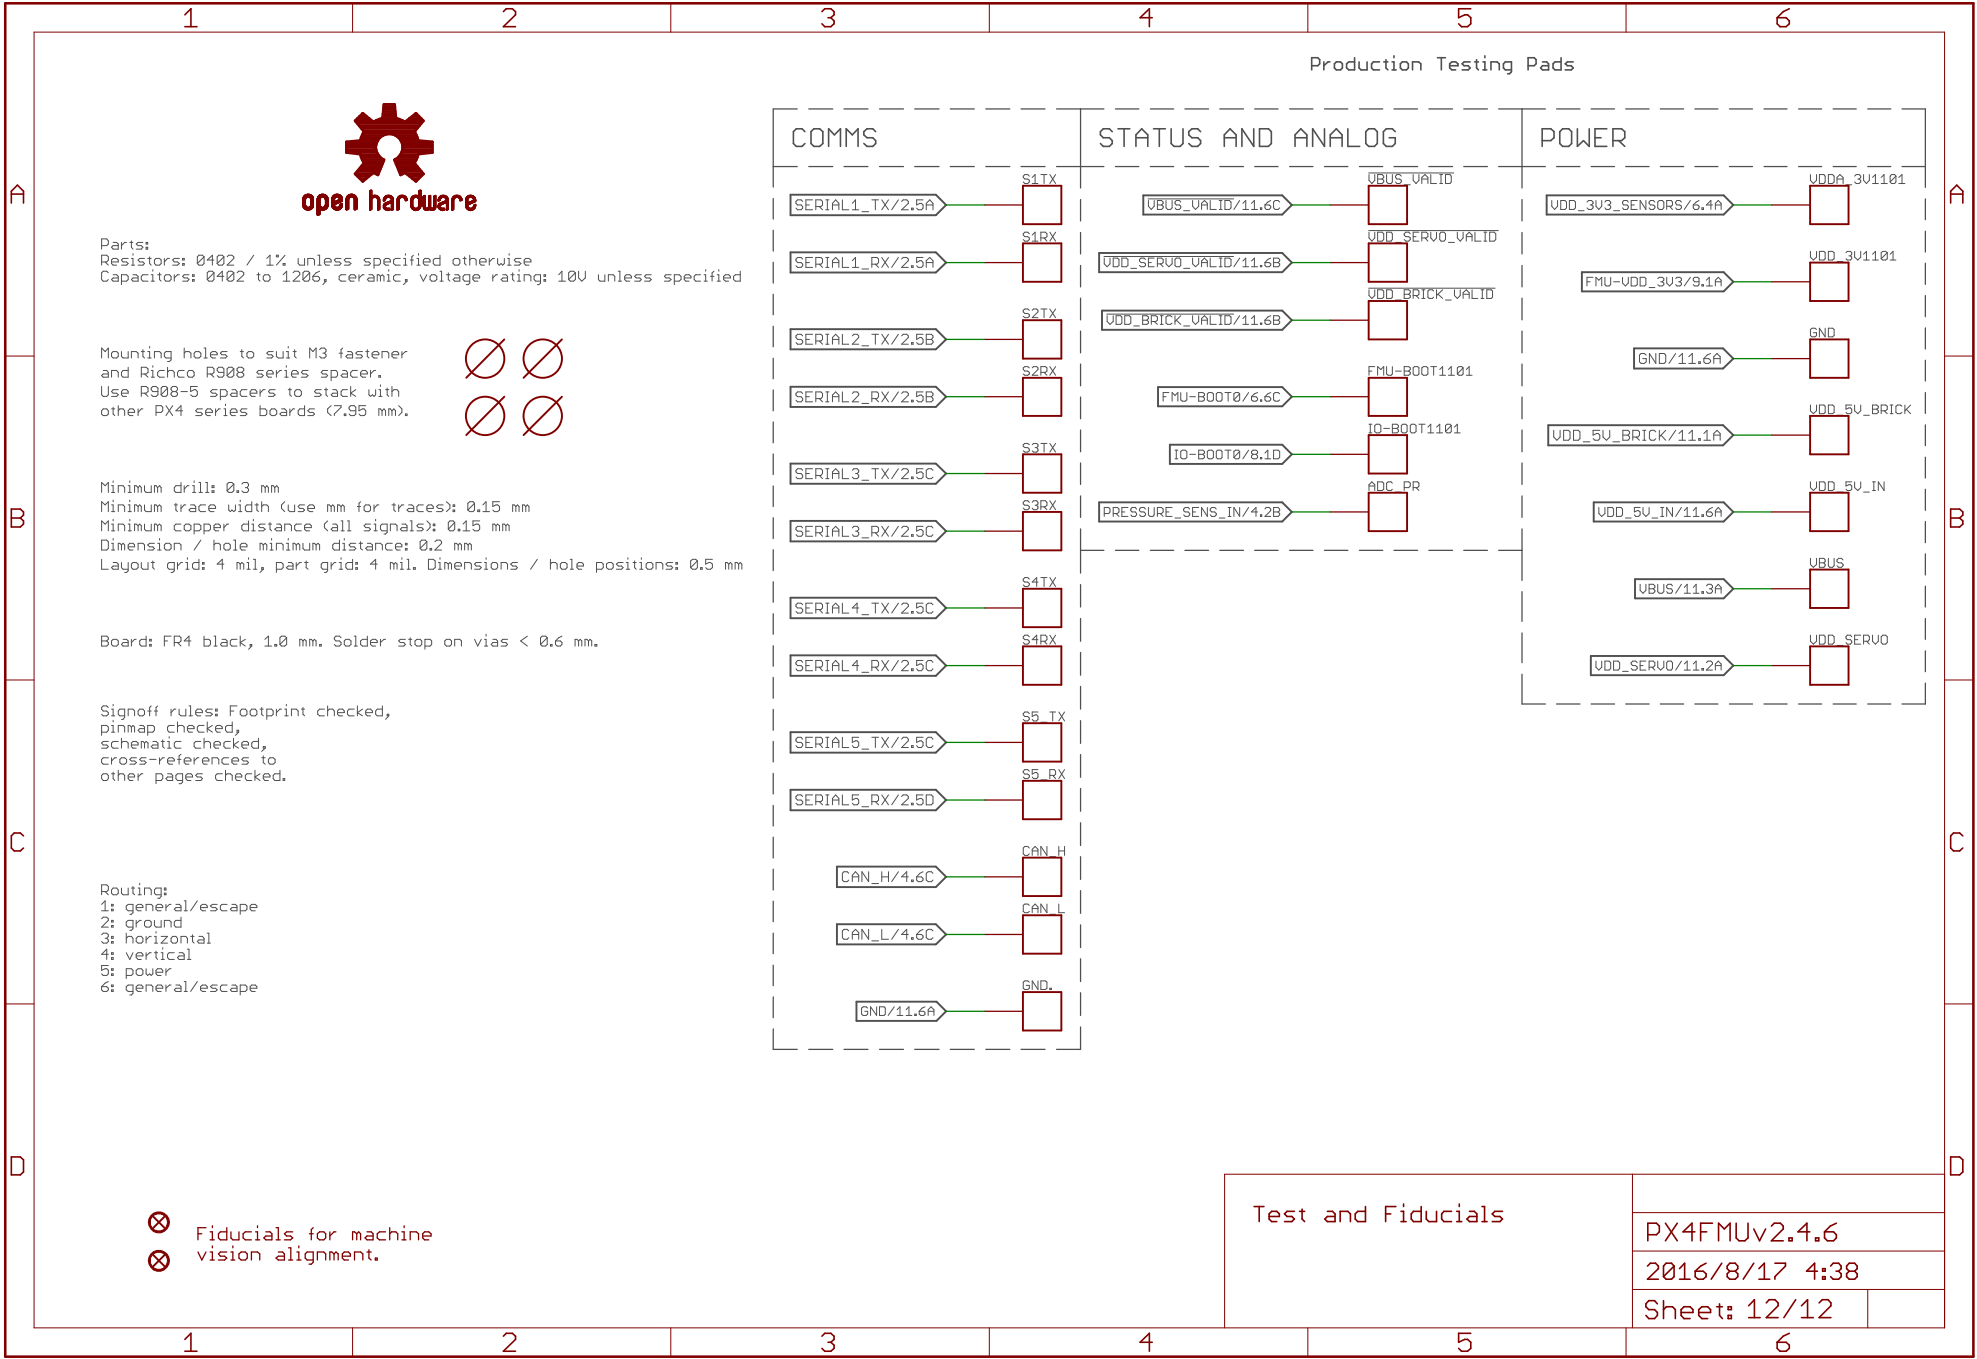 1 2 3 4 5 6
Production Testing Pads
open hardware
Parts:
Resistors: 0402 / 1% unless specified otherwise
Capacitors: 0402 to 1206, ceramic, voltage rating: 10V unless specified
Mounting holes to suit M3 fastener
and Richco R908 series spacer.
Use R908-5 spacers to stack with
other PX4 series boards (7.95 mm).
Minimum drill: 0.3 mm
Minimum trace width (use mm for traces): 0.15 mm
Minimum copper distance (all signals): 0.15 mm
Dimension / hole minimum distance: 0.2 mm
Layout grid: 4 mil, part grid: 4 mil. Dimensions / hole positions: 0.5 mm
Board: FR4 black, 1.0 mm. Solder stop on vias < 0.6 mm.
Signoff rules: Footprint checked,
pinmap checked,
schematic checked,
cross-references to
other pages checked.
Routing:
1: general/escape
2: ground
3: horizontal
4: vertical
5: power
6: general/escape
Fiducials for machine
vision alignment.
COMMS
S1TX
SERIAL1_TX/2.5A
S1RX
SERIAL1_RX/2.5A
S2TX
SERIAL2_TX/2.5B
S2RX
SERIAL2_RX/2.5B
S3TX
SERIAL3_TX/2.5C
S3RX
SERIAL3_RX/2.5C
S4TX
SERIAL4_TX/2.5C
S4RX
SERIAL4_RX/2.5C
S5_TX
SERIAL5_TX/2.5C
S5_RX
SERIAL5_RX/2.5D
CAN_H
CAN_H/4.6C
CAN_L
CAN_L/4.6C
GND.
GND/11.6A
STATUS AND ANALOG
VBUS_VALID
VBUS_VALID/11.6C
VDD_SERVO_VALID
VDD_SERVO_VALID/11.6B
VDD_BRICK_VALID
VDD_BRICK_VALID/11.6B
FMU-BOOT1101
FMU-BOOT0/6.6C
IO-BOOT1101
IO-BOOT0/8.1D
ADC_PR
PRESSURE_SENS_IN/4.2B
POWER
VDDA_3V1101
VDD_3V3_SENSORS/6.4A
VDD_3V1101
FMU-VDD_3V3/9.1A
GND
GND/11.6A
VDD_5V_BRICK
VDD_5V_BRICK/11.1A
VDD_5V_IN
VDD_5V_IN/11.6A
VBUS
VBUS/11.3A
VDD_SERVO
VDD_SERVO/11.2A
A A
B B
C C
D D
Test and Fiducials
PX4FMUv2.4.6
2016/8/17 4:38
Sheet: 12/12
1 2 3 4 5 6